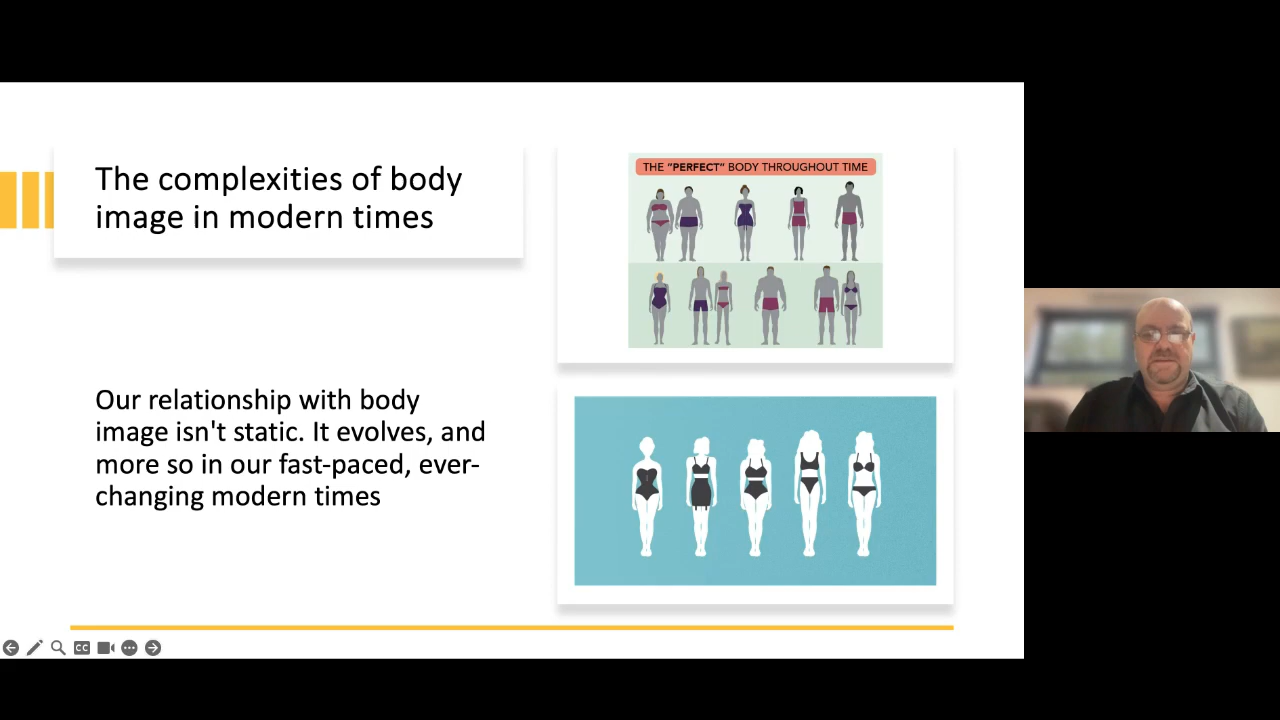 The complexities of body
image in modern times
THE "PERFECT" BODY THROUGHOUT TIME
Our relationship with body
image isn't static. It evolves, and
more so in our fast-paced, ever-
changing modern times
CC